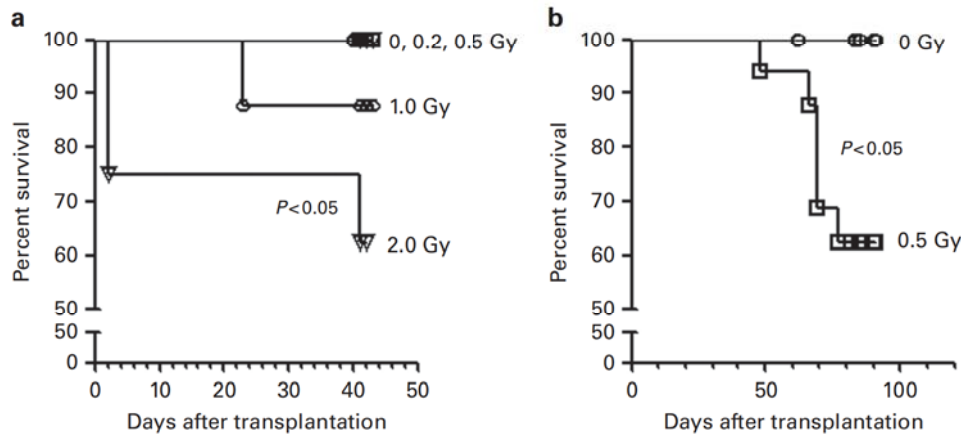 a
Percent survival
100
90
80
70
60
50
50
0
0, 0.2, 0.5 Gy
1.0 Gy
P<0.05
2.0 Gy
0 10 20 30 40 50
Days after transplantation
b
Percent survival
100
90
80
70
60
50
50
0
0 Gy
P<0.05
0.5 Gy
0 50 100
Days after transplantation